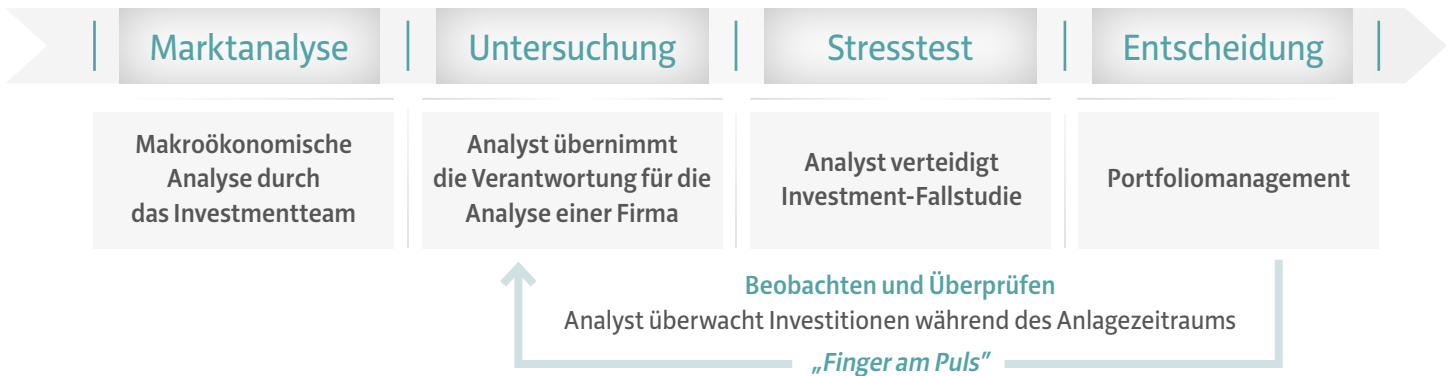 Marktanalyse
Untersuchung
Stresstest
Entscheidung
Makroökonomische
Analyse durch
das Investmentteam
Analyst übernimmt
die Verantwortung für die
Analyse einer Firma
Analyst verteidigt
Investment-Fallstudie
Portfoliomanagement
Beobachten und Überprüfen
Analyst überwacht Investitionen während des Anlagezeitraums
„Finger am Puls”